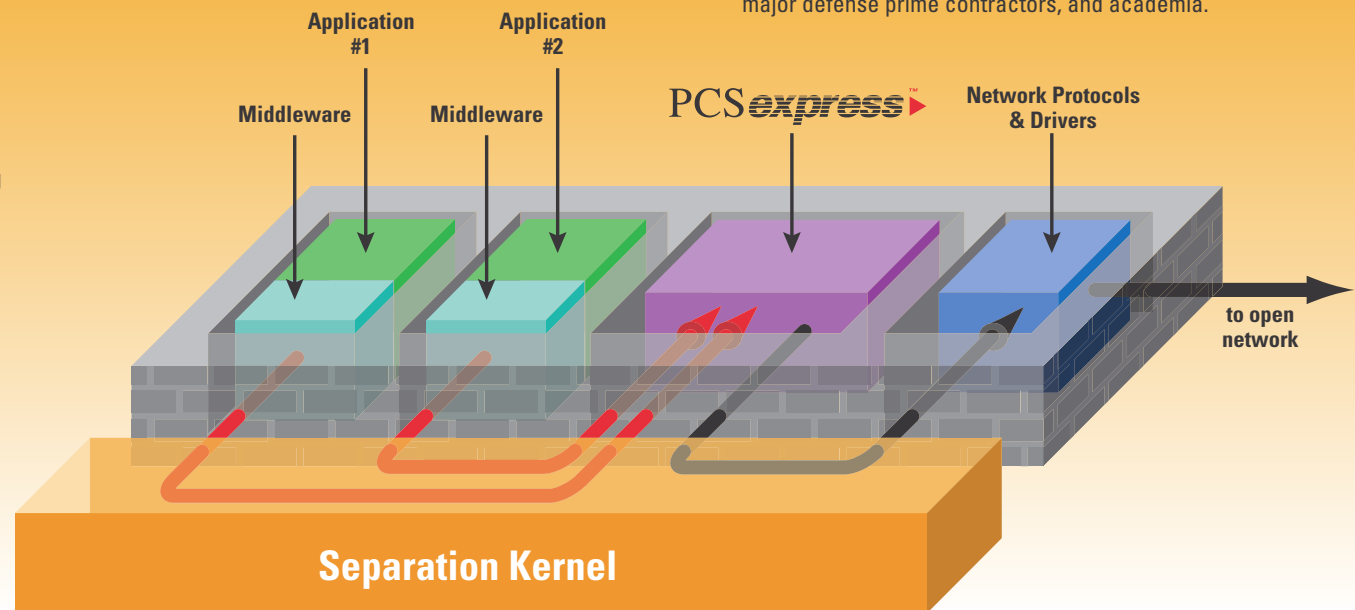 major defense prime contractors, and academia.
Application
#1
Application
#2
Middleware
Middleware
PCSexpress™
Network Protocols
& Drivers
to open
network
Separation Kernel